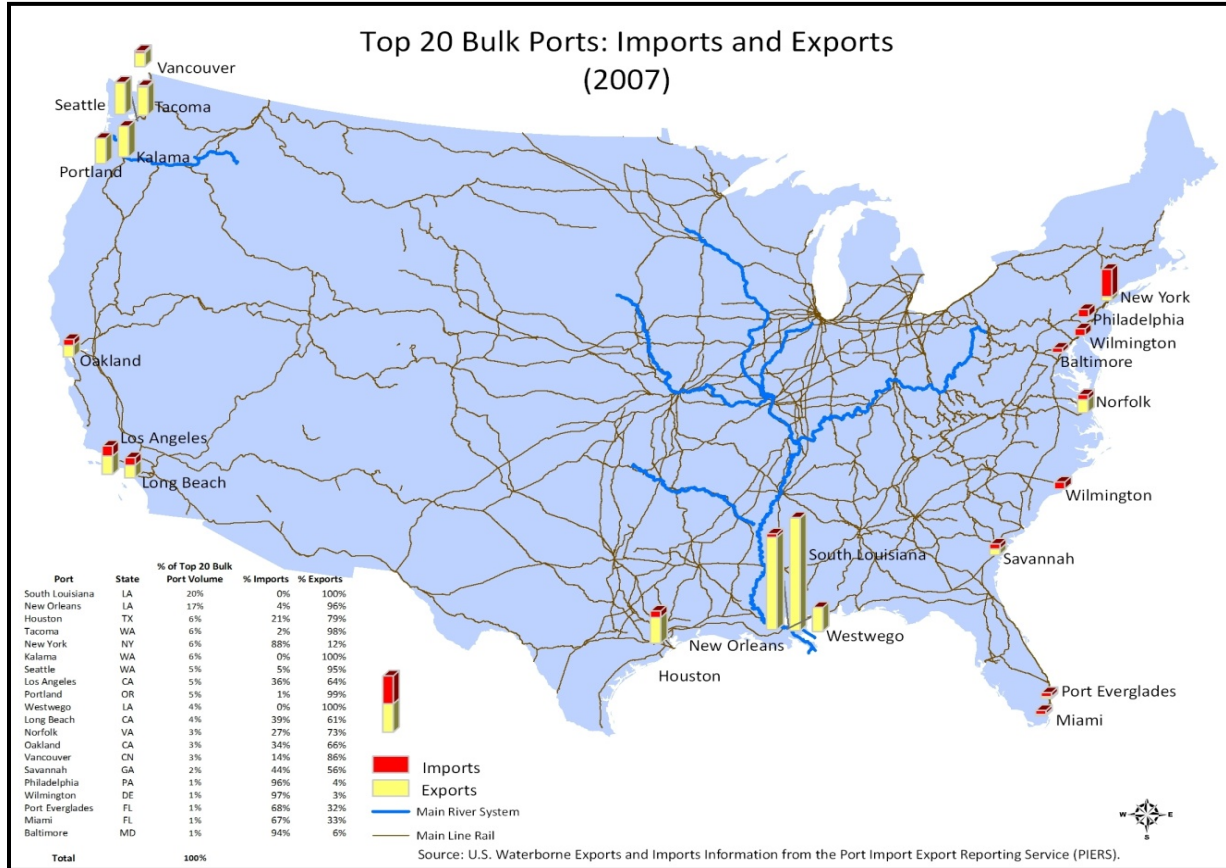 Top 20 Bulk Ports: Imports and Exports
(2007)
Vancouver
Seattle
Tacoma
Kalama
Portland
New York
Philadelphia
Wilmington
Baltimore
Oakland
Norfolk
Los Angeles
Long Beach
Wilmington
South Louisiana
Savannah
New Orleans
Westwego
Houston
Port Everglades
Miami
% of Top 20 Bulk
Port State Port Volume % Imports % Exports
South Louisiana LA 20% 0% 100%
New Orleans LA 17% 4% 96%
Houston TX 6% 21% 79%
Tacoma WA 6% 2% 98%
New York NY 6% 88% 12%
Kalama WA 6% 0% 100%
Seattle WA 5% 5% 95%
Los Angeles CA 5% 36% 64%
Portland OR 5% 1% 99%
Westwego LA 4% 0% 100%
Long Beach CA 4% 39% 61%
Norfolk VA 3% 27% 73%
Oakland CA 3% 34% 66%
Vancouver CN 3% 14% 86%
Savannah GA 2% 44% 56%
Philadelphia PA 1% 96% 4%
Wilmington DE 1% 97% 3%
Port Everglades FL 1% 68% 32%
Miami FL 1% 67% 33%
Baltimore MD 1% 94% 6%
Total 100%
Imports
Exports
Main River System
Main Line Rail
N
W E
S
Source: U.S. Waterborne Exports and Imports Information from the Port Import Export Reporting Service (PIERS).